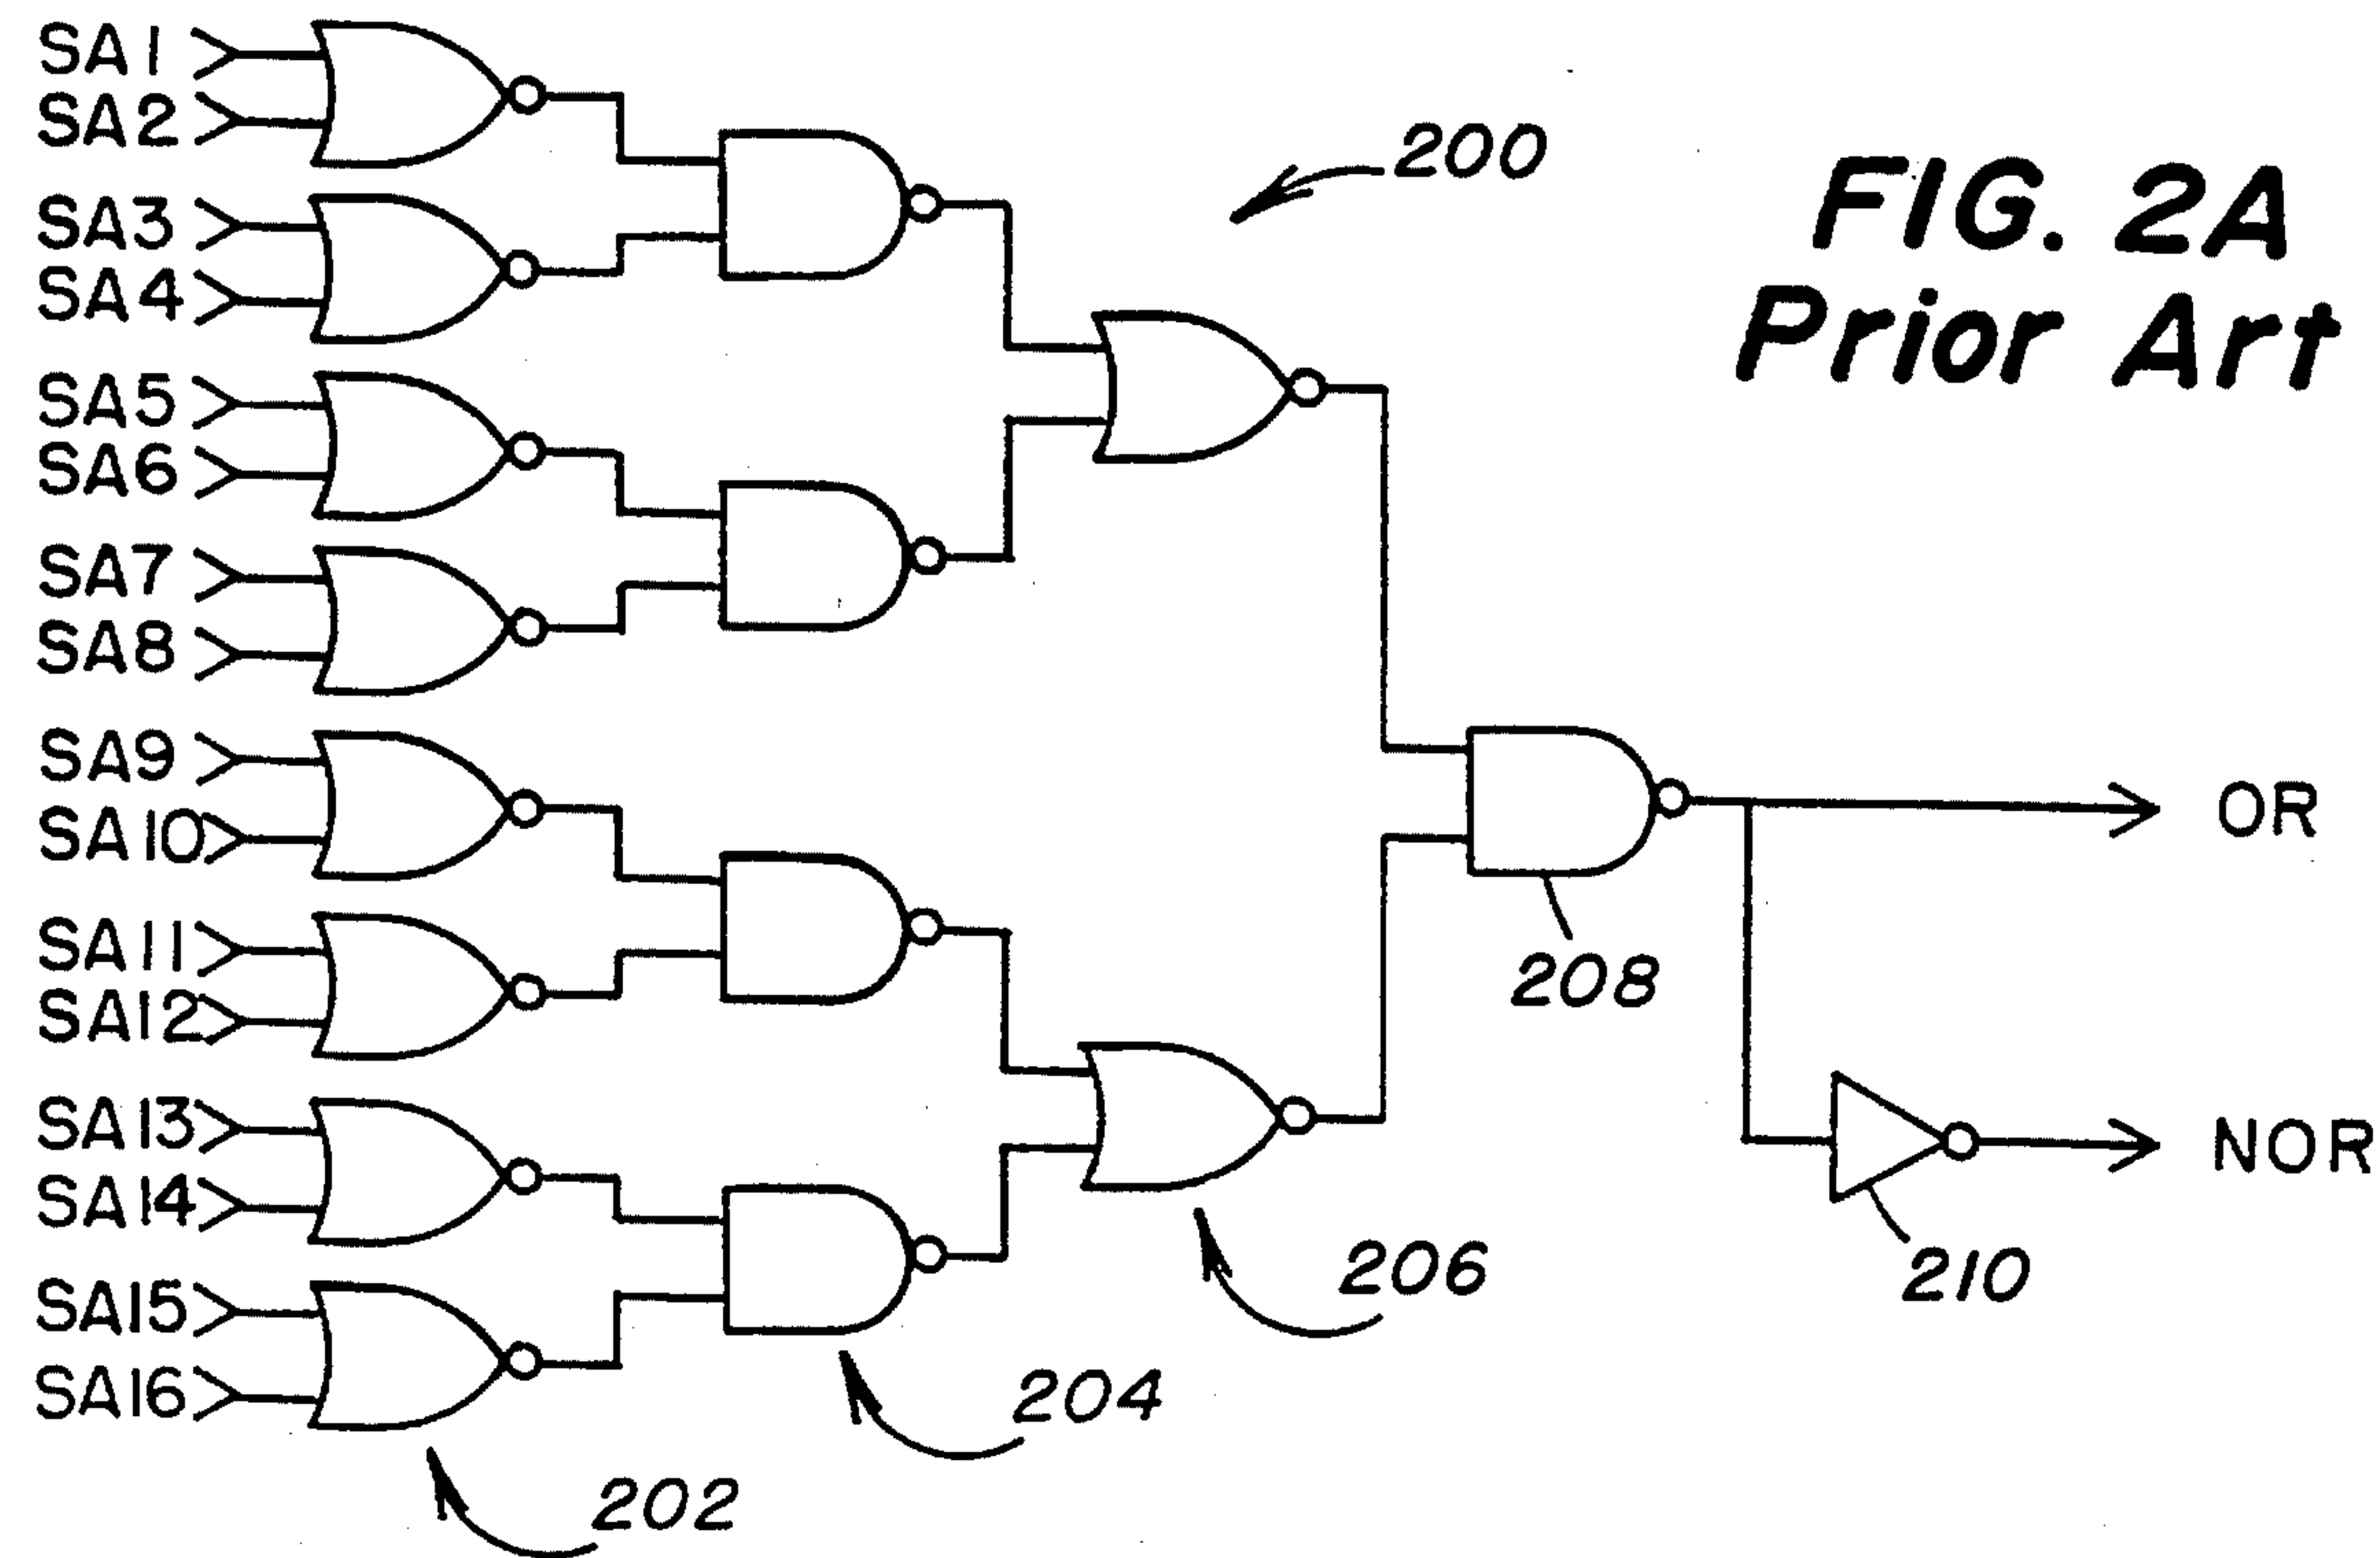 SA1
SA2
SA3
SA4
SA5
SA6
SA7
SA8
SA9
SA10
SA11
SA12
SA13
SA14
SA15
SA16
200
FIG. 2A
Prior Art
OR
208
NOR
206
210
204
202